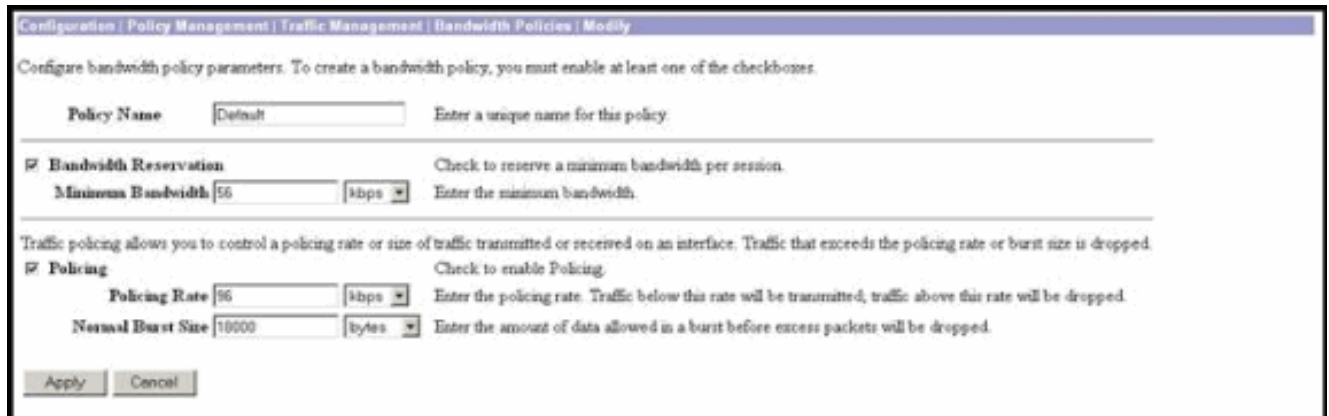 Configuration | Policy Management | Traffic Management | Bandwidth Policies | Modify
Configure bandwidth policy parameters. To create a bandwidth policy, you must enable at least one of the checkboxes.
Policy Name Default Enter a unique name for this policy.
Bandwidth Reservation Check to reserve a minimum bandwidth per session.
Minimum Bandwidth 56 kbps Enter the minimum bandwidth.
Traffic policing allows you to control a policing rate or size of traffic transmitted or received on an interface. Traffic that exceeds the policing rate or burst size is dropped.
Policing Check to enable Policing.
Policing Rate 96 kbps Enter the policing rate. Traffic below this rate will be transmitted, traffic above this rate will be dropped.
Normal Burst Size 18000 bytes Enter the amount of data allowed in a burst before excess packets will be dropped.
Apply Cancel